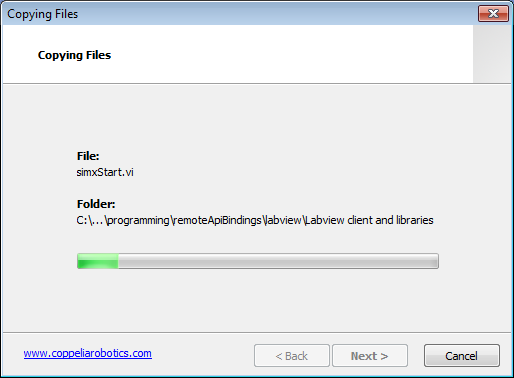 Copying Files
Copying Files
File:
simxStart.vi
Folder:
C:\...\programming\remoteApiBindings\labview\Labview client and libraries
www.coppeliarobotics.com
< Back
Next >
Cancel